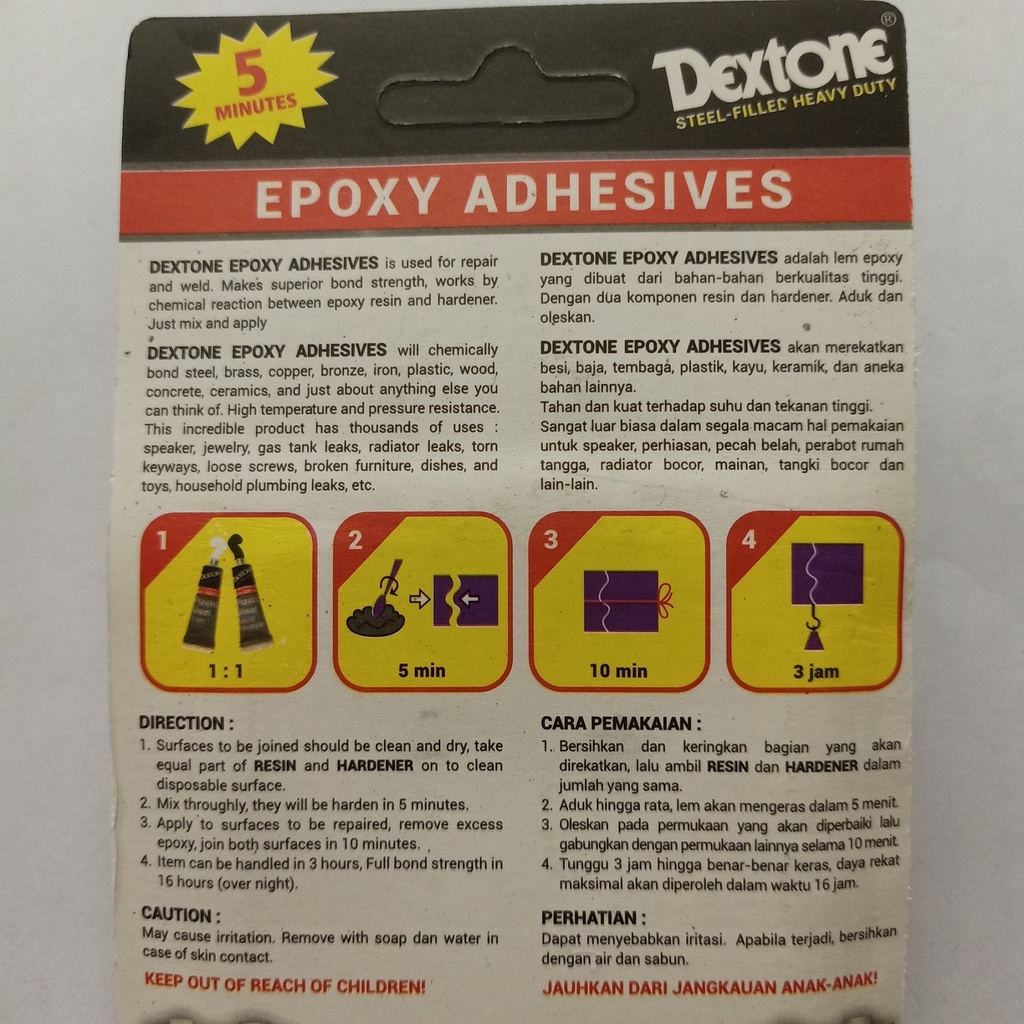 5
MINUTES
DEXTONE®
STEEL-FILLED HEAVY DUTY
EPOXY ADHESIVES
DEXTONE EPOXY ADHESIVES is used for repair
and weld. Makes superior bond strength, works by
chemical reaction between epoxy resin and hardener.
Just mix and apply
DEXTONE EPOXY ADHESIVES will chemically
bond steel, brass, copper, bronze, iron, plastic, wood,
concrete, ceramics, and just about anything else you
can think of. High temperature and pressure resistance.
This incredible product has thousands of uses :
speaker, jewelry, gas tank leaks, radiator leaks, torn
keyways, loose screws, broken furniture, dishes, and
toys, household plumbing leaks, etc.
DEXTONE EPOXY ADHESIVES adalah lem epoxy
yang dibuat dari bahan-bahan berkualitas tinggi.
Dengan dua komponen resin dan hardener. Aduk dan
oleskan.
DEXTONE EPOXY ADHESIVES akan merekatkan
besi, baja, tembaga, plastik, kayu, keramik, dan aneka
bahan lainnya.
Tahan dan kuat terhadap suhu dan tekanan tinggi.
Sangat luar biasa dalam segala macam hal pemakaian
untuk speaker, perhiasan, pecah belah, perabot rumah
tangga, radiator bocor, mainan, tangki bocor dan
lain-lain.
1
1 : 1
2
5 min
3
10 min
4
3 jam
DIRECTION :
1. Surfaces to be joined should be clean and dry, take
equal part of RESIN and HARDENER on to clean
disposable surface.
2. Mix throughly, they will be harden in 5 minutes.
3. Apply to surfaces to be repaired, remove excess
epoxy, join both surfaces in 10 minutes.
4. Item can be handled in 3 hours, Full bond strength in
16 hours (over night).
CAUTION :
May cause irritation. Remove with soap dan water in
case of skin contact.
KEEP OUT OF REACH OF CHILDREN!
CARA PEMAKAIAN :
1. Bersihkan dan keringkan bagian yang akan
direkatkan, lalu ambil RESIN dan HARDENER dalam
jumlah yang sama.
2. Aduk hingga rata, lem akan mengeras dalam 5 menit.
3. Oleskan pada permukaan yang akan diperbaiki lalu
gabungkan dengan permukaan lainnya selama 10 menit.
4. Tunggu 3 jam hingga benar-benar keras, daya rekat
maksimal akan diperoleh dalam waktu 16 jam.
PERHATIAN :
Dapat menyebabkan iritasi. Apabila terjadi, bersihkan
dengan air dan sabun.
JAUHKAN DARI JANGKAUAN ANAK-ANAK!